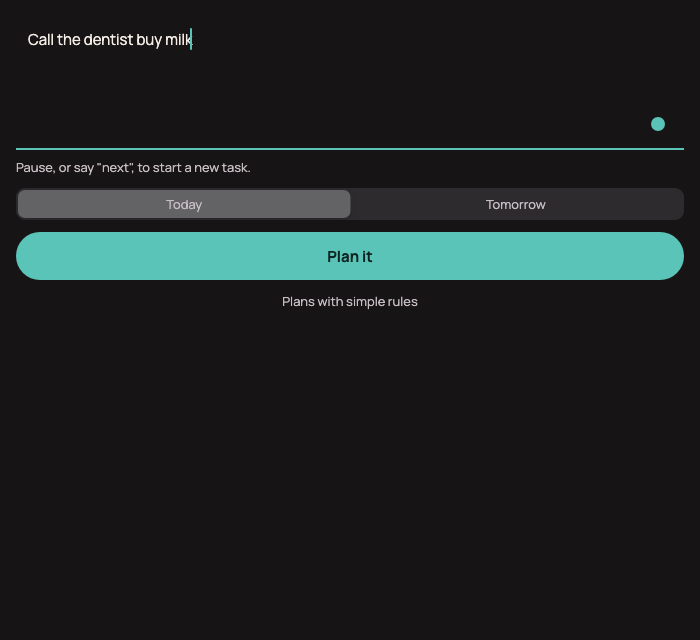 Call the dentist buy milk
Pause, or say "next", to start a new task.
Today
Tomorrow
Plan it
Plans with simple rules